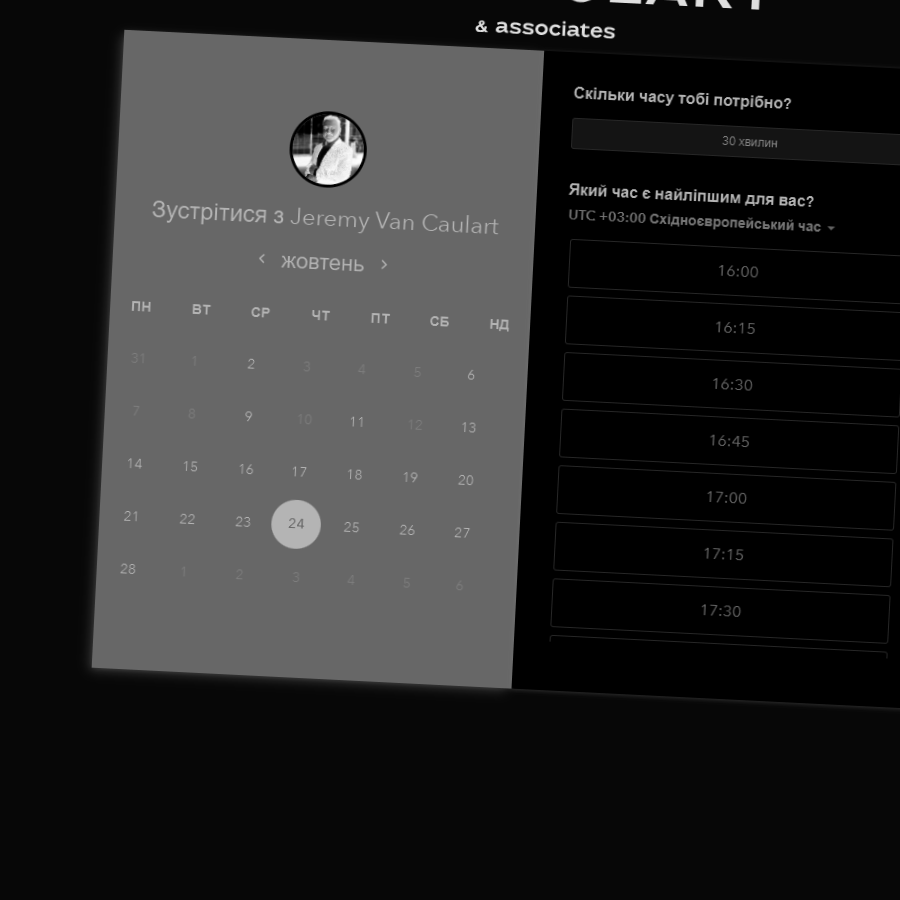 & associates
Зустрітися з Jeremy Van Caulart
жовтень
ПН ВТ СР ЧТ ПТ СБ НД
31 1 2 3 4 5 6
7 8 9 10 11 12 13
14 15 16 17 18 19 20
21 22 23 24 25 26 27
28 1 2 3 4 5 6
Скільки часу тобі потрібно?
30 хвилин
Який час є найліпшим для вас?
UTC +03:00 Східноєвропейський час
16:00
16:15
16:30
16:45
17:00
17:15
17:30